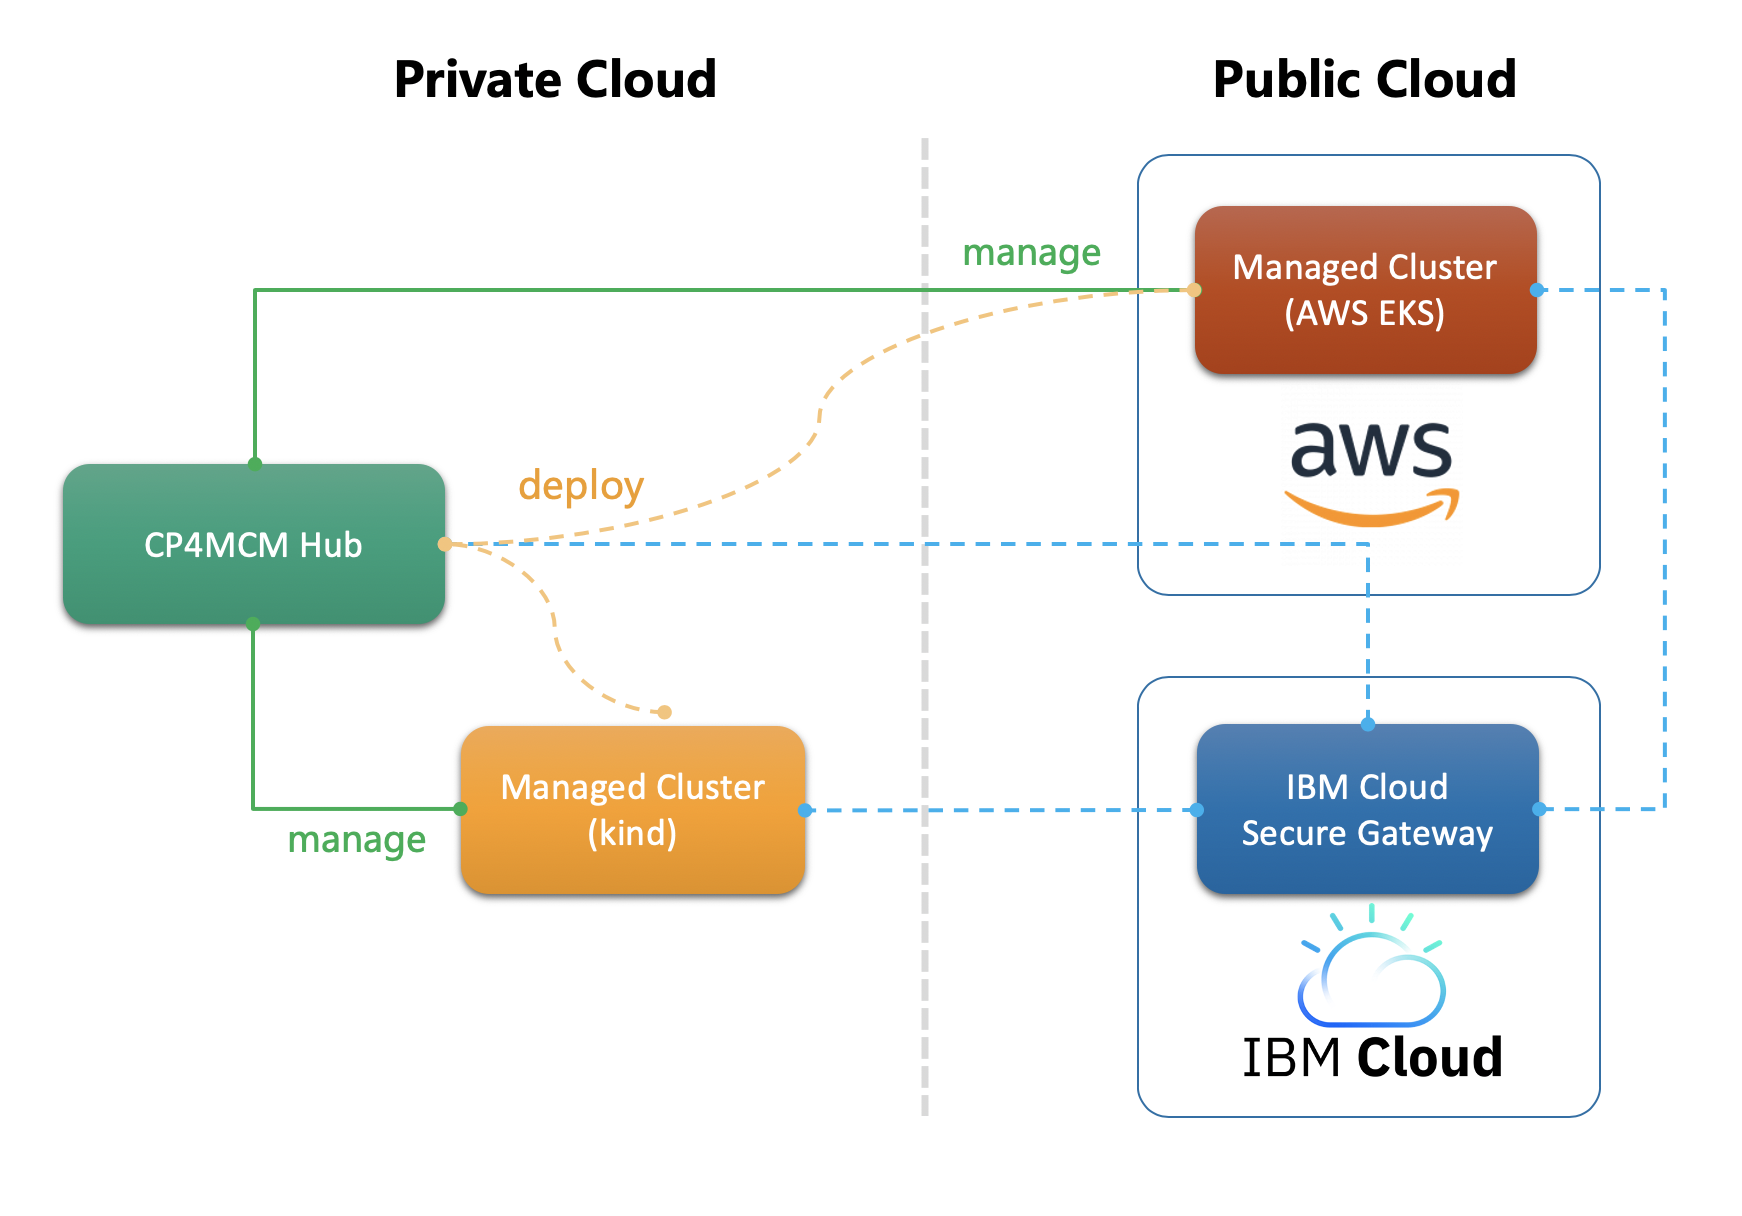 Private Cloud
Public Cloud
manage
Managed Cluster
(AWS EKS)
aws
deploy
CP4MCM Hub
Managed Cluster
(kind)
manage
IBM Cloud
Secure Gateway
IBM Cloud